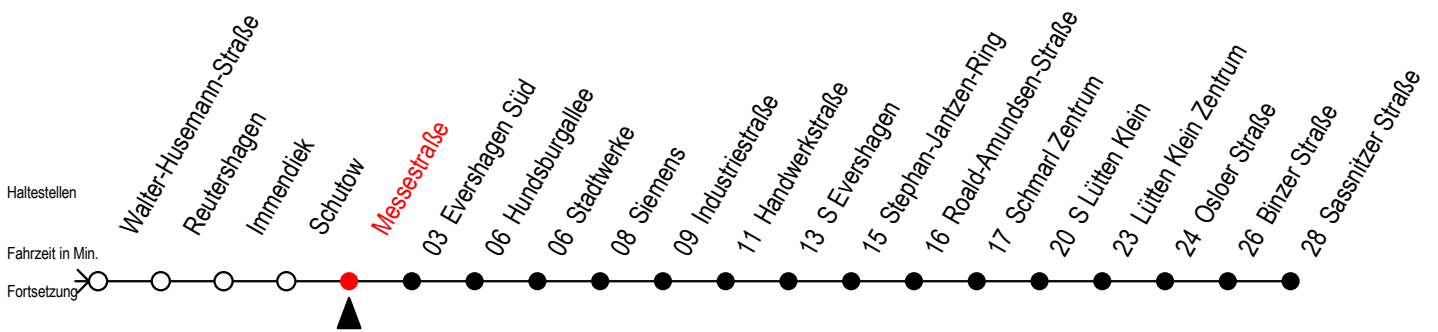 Haltestellen
Walter-Husemann-Straße
Reutershagen
Immendiek
Schutow
Messestraße
03 Evershagen Süd
06 Hundsburgallee
06 Stadtwerke
08 Siemens
09 Industriestraße
11 Handwerkstraße
13 S Evershagen
15 Stephan-Jantzen-Ring
16 Roald-Amundsen-Straße
17 Schmarl Zentrum
20 S Lütten Klein
23 Lütten Klein Zentrum
24 Osloer Straße
26 Binzer Straße
28 Sassnitzer Straße
Fahrzeit in Min.
Fortsetzung